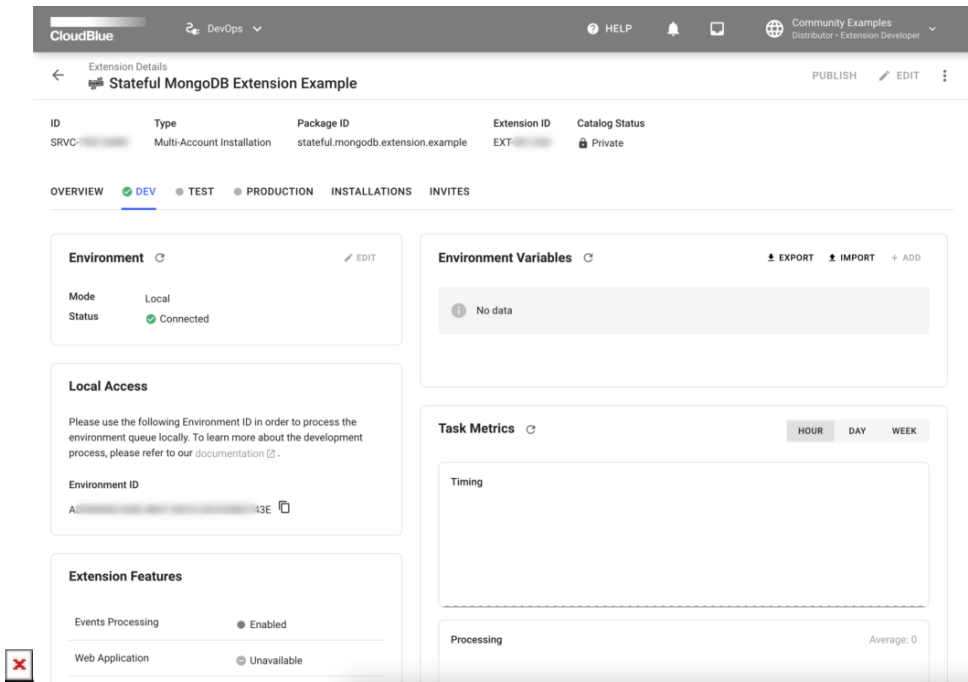 CloudBlue
DevOps
HELP
Community Examples
Distributor • Extension Developer
Extension Details
Stateful MongoDB Extension Example
PUBLISH
EDIT
ID
Type
Package ID
Extension ID
Catalog Status
SRVC-
Multi-Account Installation
stateful.mongodb.extension.example
EXT-
Private
OVERVIEW
DEV
TEST
PRODUCTION
INSTALLATIONS
INVITES
Environment
EDIT
Mode
Local
Status
Connected
Environment Variables
EXPORT
IMPORT
+ ADD
No data
Local Access
Please use the following Environment ID in order to process the
environment queue locally. To learn more about the development
process, please refer to our documentation .
Environment ID
A
43E
Task Metrics
HOUR
DAY
WEEK
Timing
Extension Features
Events Processing
Enabled
Web Application
Unavailable
Processing
Average: 0